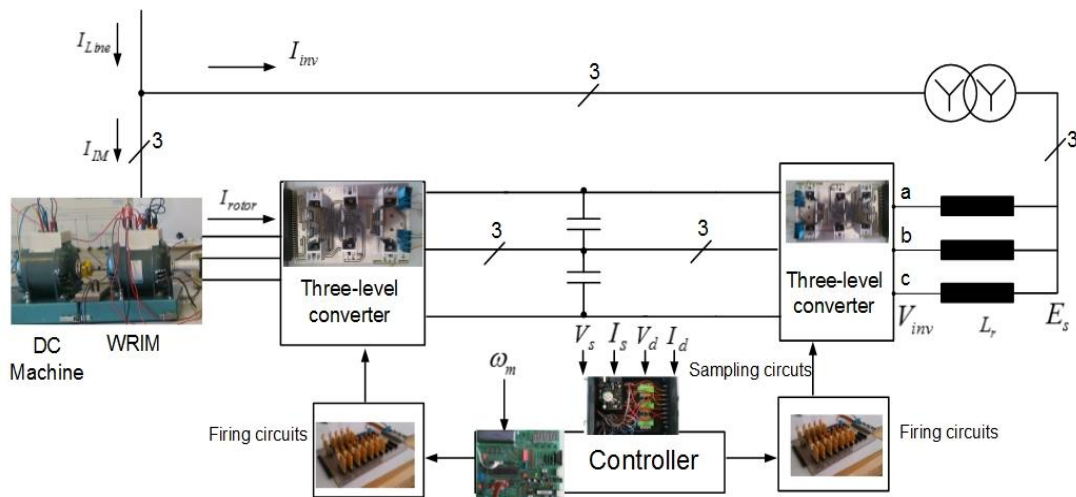 I_Line
I_inv
3
3
I_IM
3
I_rotor
a
3
3
b
Three-level
converter
Three-level
converter
c
V_inv
L_r
E_s
DC
Machine
WRIM
V_s
I_s
V_d
I_d
ω_m
Sampling circuts
Firing circuits
Controller
Firing circuits